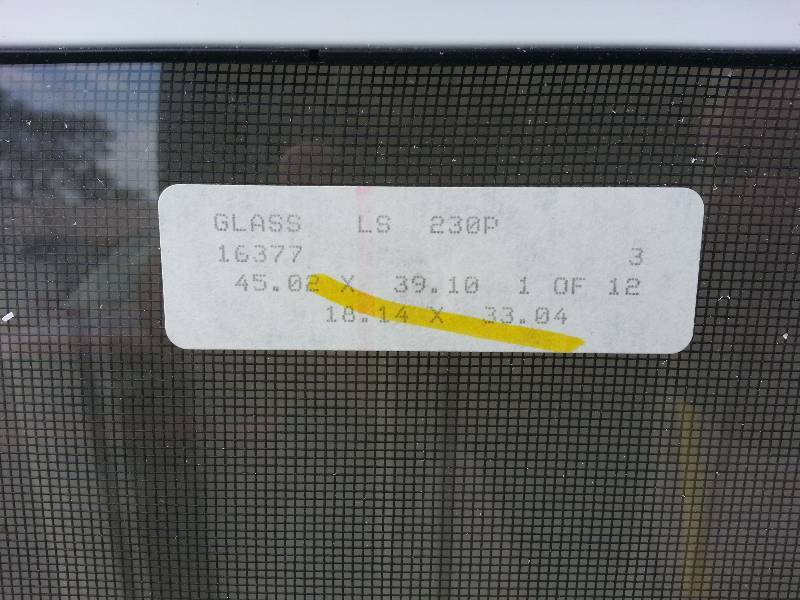 GLASS LS 230P
16377 3
45.02 X 39.10 1 OF 12
18.14 X 33.04